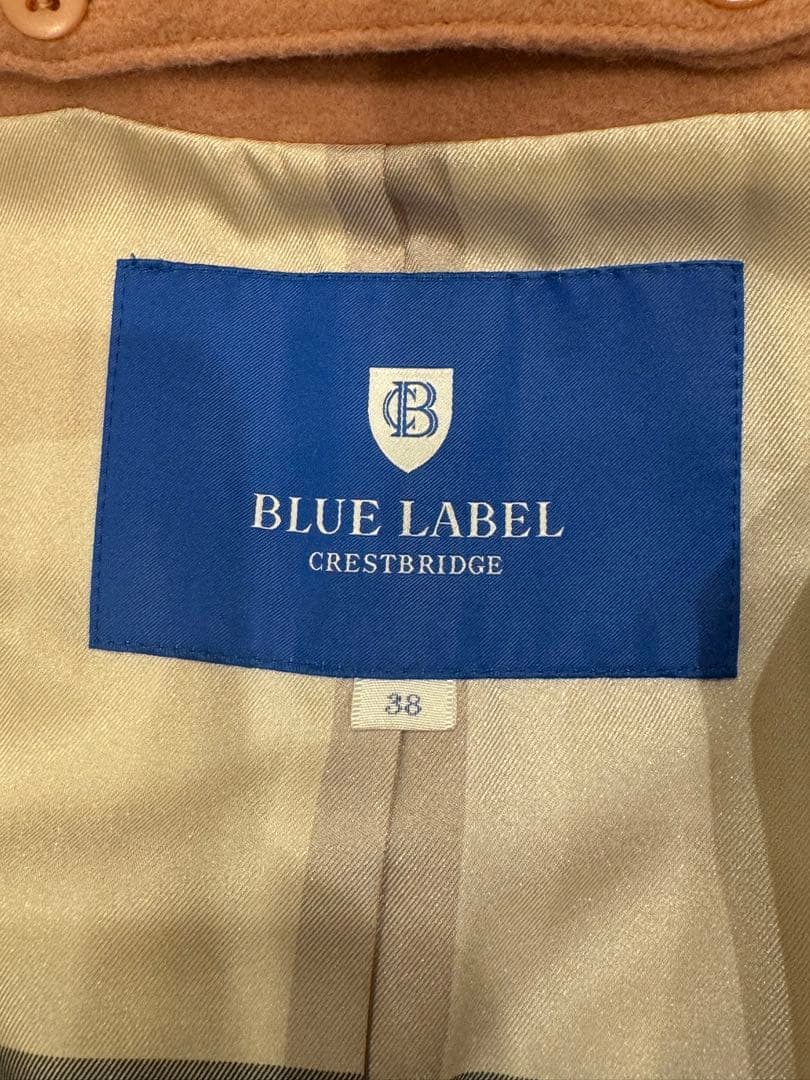 CB
BLUE LABEL
CRESTBRIDGE
38